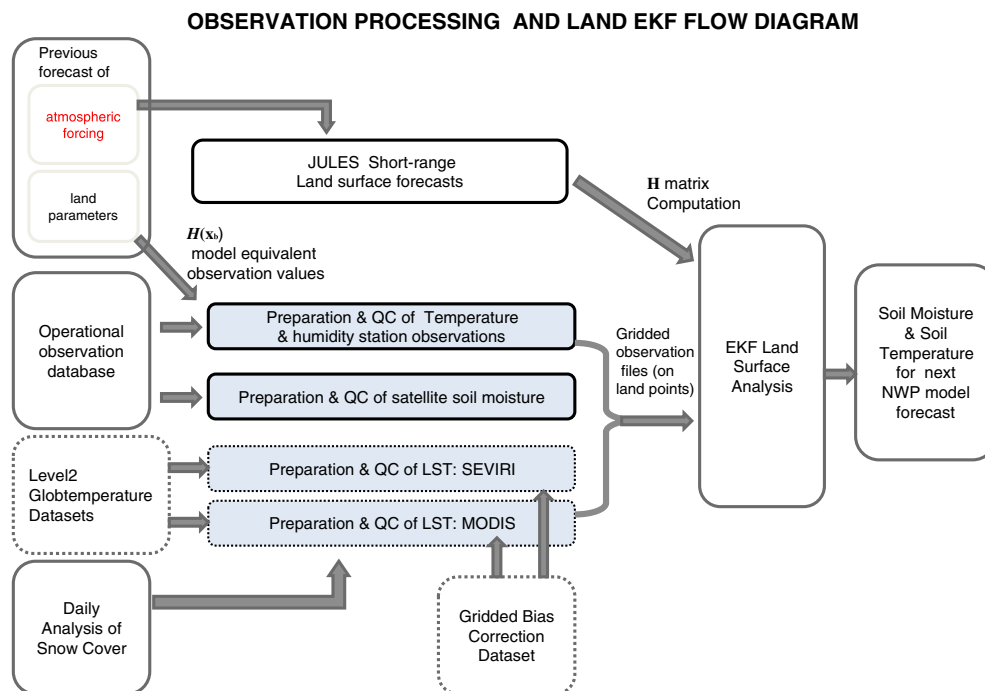 OBSERVATION PROCESSING AND LAND EKF FLOW DIAGRAM
Previous
forecast of
atmospheric
forcing
land
parameters
JULES Short-range
Land surface forecasts
H matrix
Computation
H(xb)
model equivalent
observation values
Operational
observation
database
Preparation & QC of Temperature
& humidity station observations
Preparation & QC of satellite soil moisture
Gridded
observation
files (on
land points)
EKF Land
Surface
Analysis
Soil Moisture
& Soil
Temperature
for next
NWP model
forecast
Level2
Globtemperature
Datasets
Preparation & QC of LST: SEVIRI
Preparation & QC of LST: MODIS
Daily
Analysis of
Snow Cover
Gridded Bias
Correction
Dataset